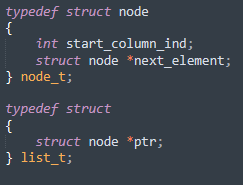 typedef struct node
{
    int start_column_ind;
    struct node *next_element;
} node_t;

typedef struct
{
    struct node *ptr;
} list_t;